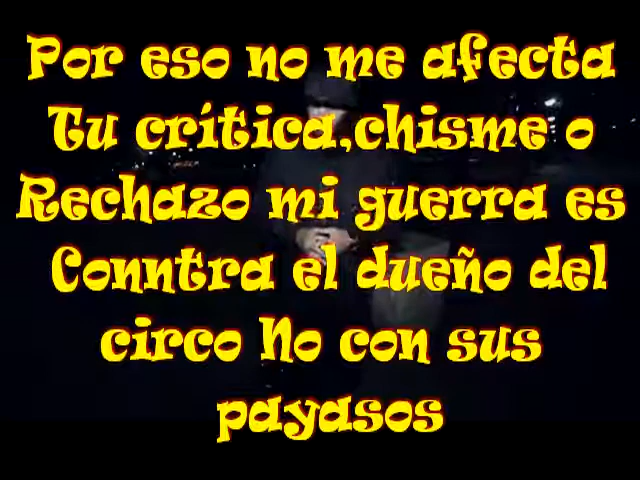 Por eso no me afecta
Tu crítica,chisme o
Rechazo mi guerra es
Conntra el dueño del
circo No con sus
payasos